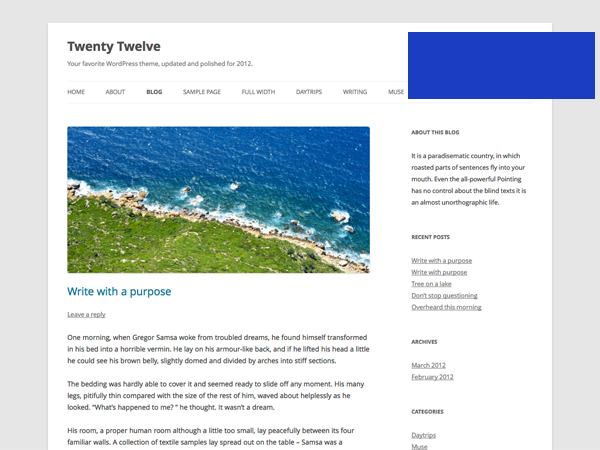 Twenty Twelve
Your favorite WordPress theme, updated and polished for 2012.
HOME ABOUT BLOG SAMPLE PAGE FULL WIDTH DAYTRIPS WRITING MUSE
Write with a purpose
Leave a reply
One morning, when Gregor Samsa woke from troubled dreams, he found himself transformed
in his bed into a horrible vermin. He lay on his armour-like back, and if he lifted his head a little
he could see his brown belly, slightly domed and divided by arches into stiff sections.
The bedding was hardly able to cover it and seemed ready to slide off any moment. His many
legs, pitifully thin compared with the size of the rest of him, waved about helplessly as he
looked. “What’s happened to me? ” he thought. It wasn’t a dream.
His room, a proper human room although a little too small, lay peacefully between its four
familiar walls. A collection of textile samples lay spread out on the table – Samsa was a
ABOUT THIS BLOG
It is a paradisematic country, in which
roasted parts of sentences fly into your
mouth. Even the all-powerful Pointing
has no control about the blind texts it is
an almost unorthographic life.
RECENT POSTS
Write with a purpose
Write with purpose
Tree on a lake
Don’t stop questioning
Overheard this morning
ARCHIVES
March 2012
February 2012
CATEGORIES
Daytrips
Muse